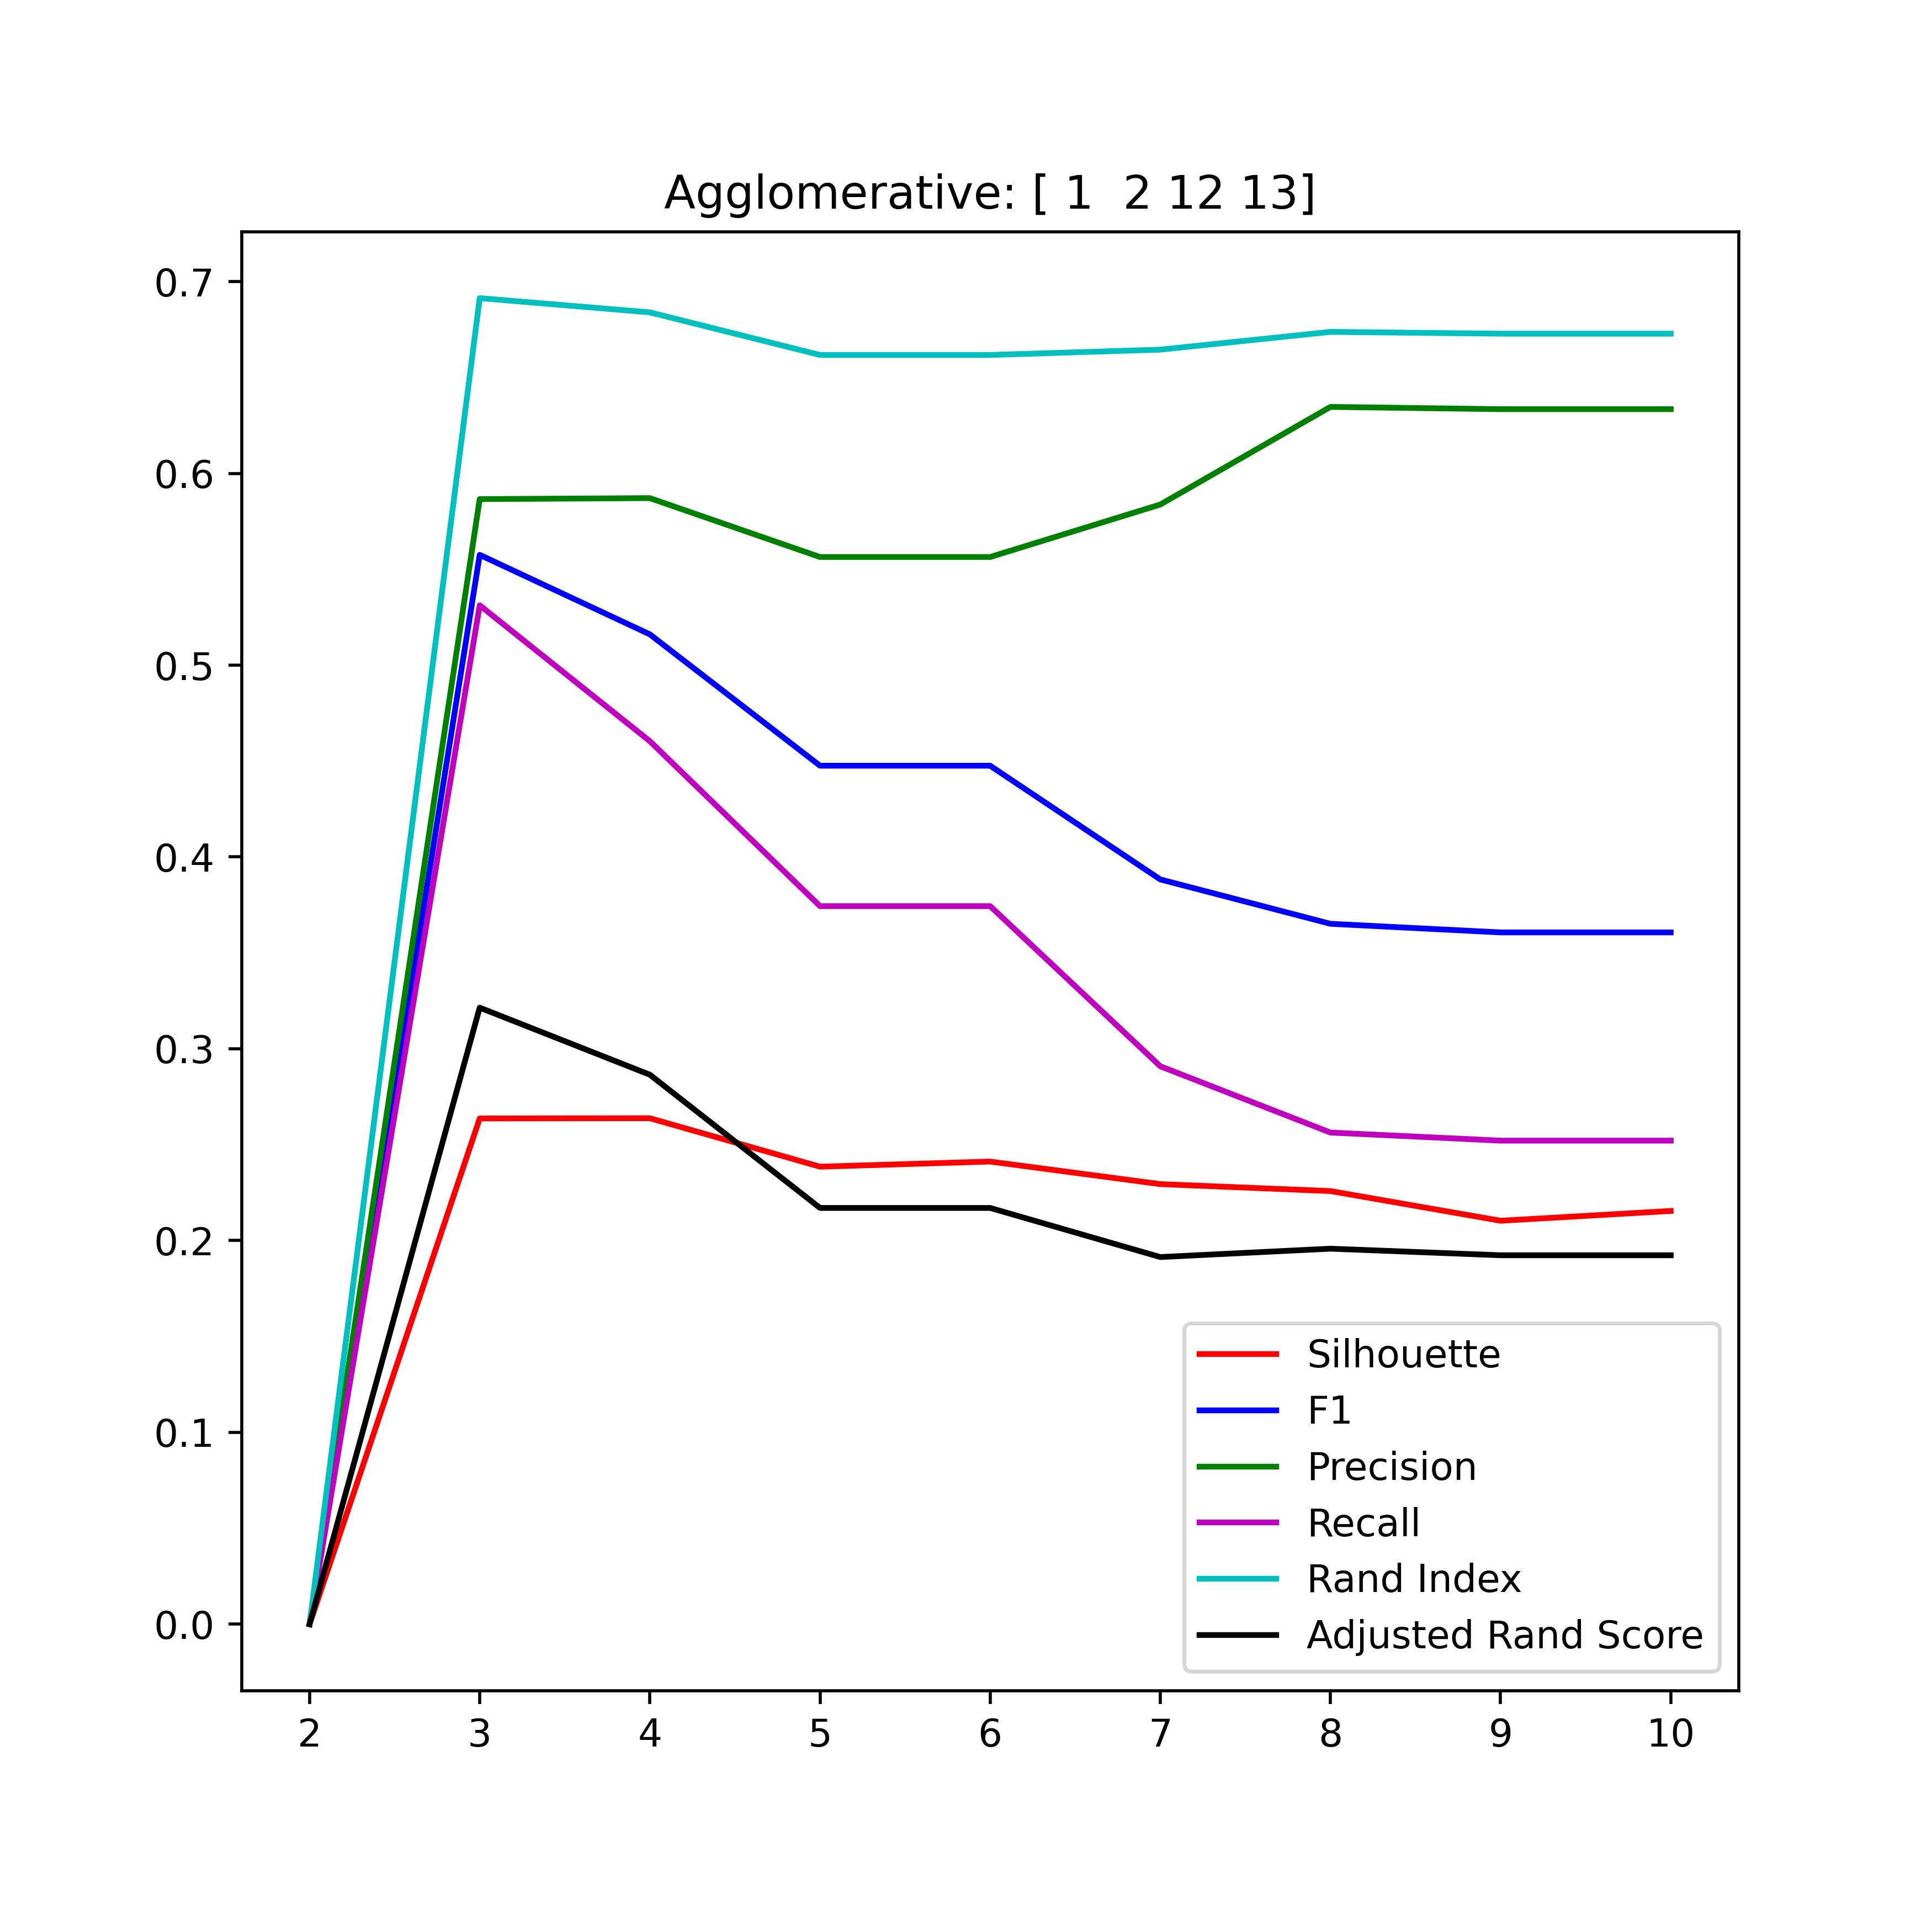 Agglomerative: [ 1  2 12 13]
0.7
0.6
0.5
0.4
0.3
0.2
0.1
0.0
Silhouette
F1
Precision
Recall
Rand Index
Adjusted Rand Score
2 3 4 5 6 7 8 9 10